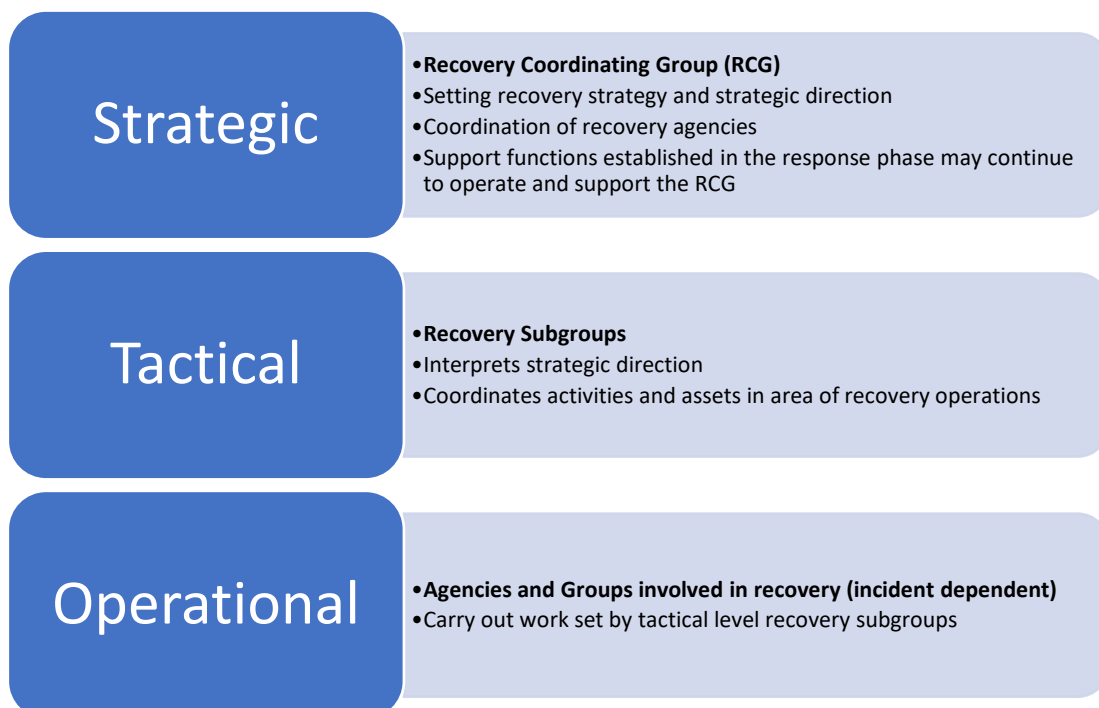 Strategic
•Recovery Coordinating Group (RCG)
•Setting recovery strategy and strategic direction
•Coordination of recovery agencies
•Support functions established in the response phase may continue
to operate and support the RCG
Tactical
•Recovery Subgroups
•Interprets strategic direction
•Coordinates activities and assets in area of recovery operations
Operational
•Agencies and Groups involved in recovery (incident dependent)
•Carry out work set by tactical level recovery subgroups